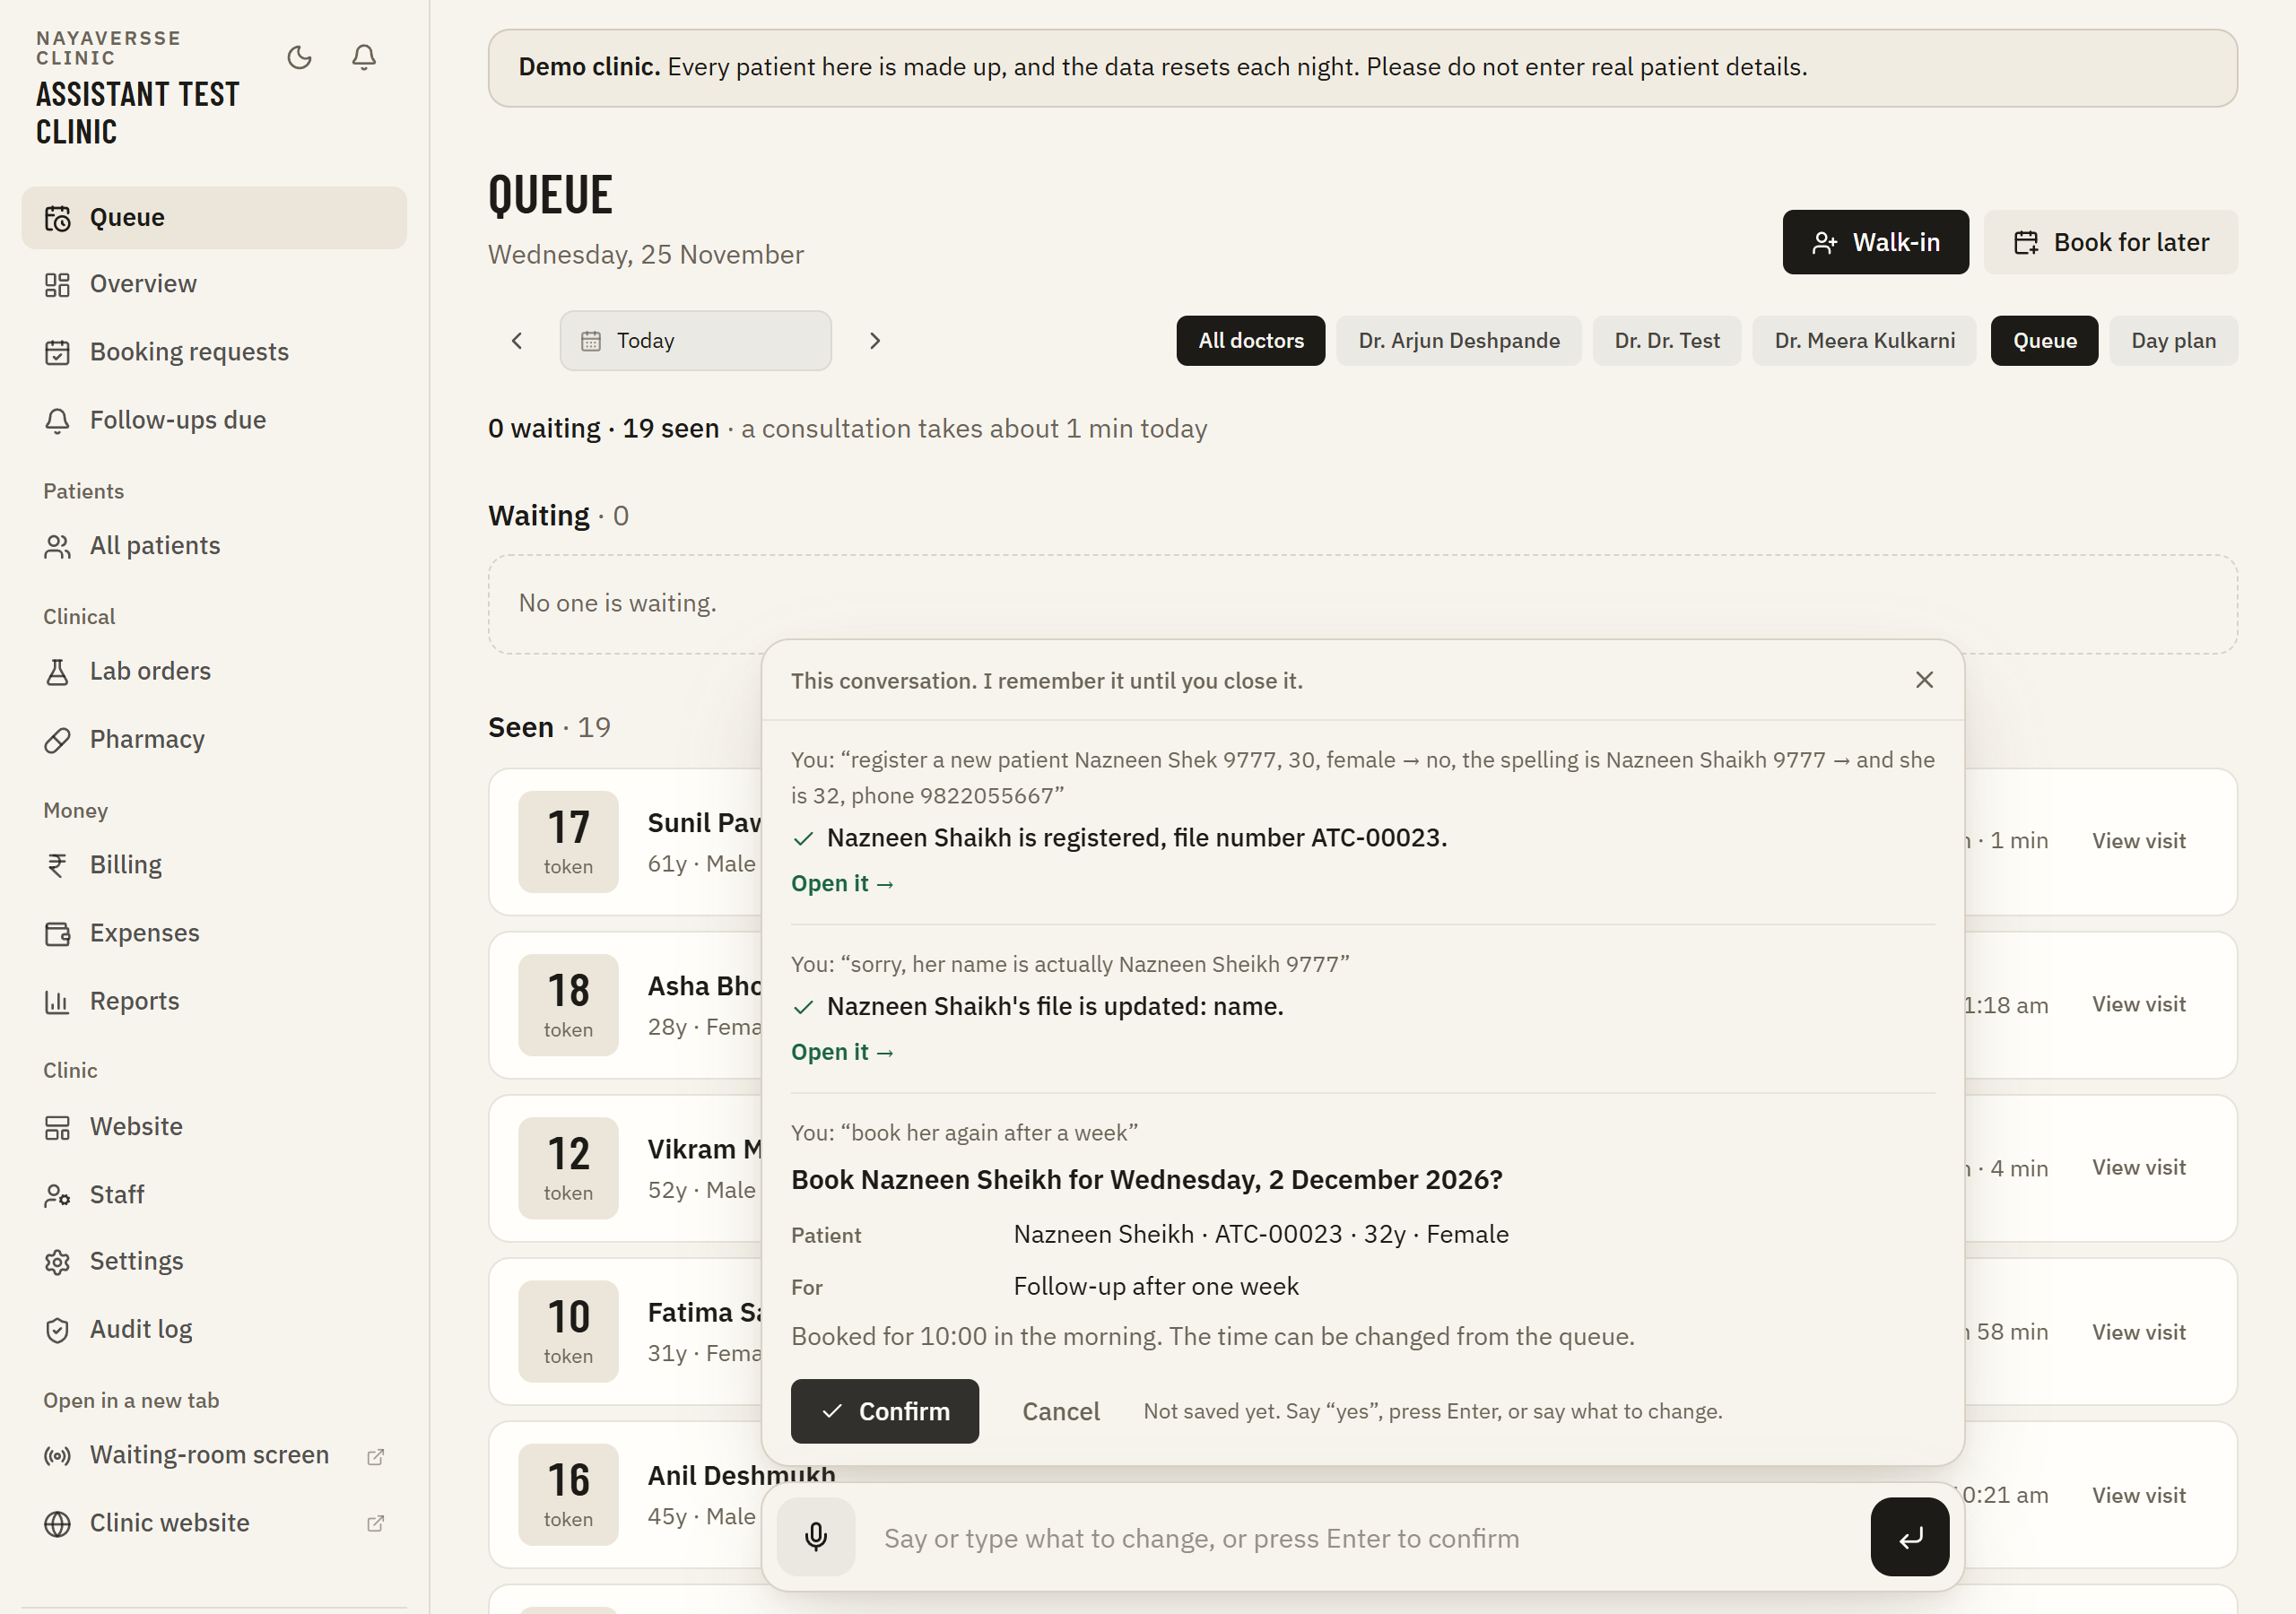 NAYAVERSSE
CLINIC
ASSISTANT TEST
CLINIC
Queue
Overview
Booking requests
Follow-ups due
Patients
All patients
Clinical
Lab orders
Pharmacy
Money
Billing
Expenses
Reports
Clinic
Website
Staff
Settings
Audit log
Open in a new tab
Waiting-room screen
Clinic website
Demo clinic. Every patient here is made up, and the data resets each night. Please do not enter real patient details.
QUEUE
Wednesday, 25 November
Walk-in
Book for later
Today
All doctors
Dr. Arjun Deshpande
Dr. Dr. Test
Dr. Meera Kulkarni
Queue
Day plan
0 waiting · 19 seen · a consultation takes about 1 min today
Waiting · 0
No one is waiting.
Seen · 19
17
token
Sunil
61y · Male
· 1 min
View visit
18
token
Asha
28y
1:18 am
View visit
12
token
Vikram
52y · Male
· 4 min
View visit
10
token
Fatima
31y
58 min
View visit
16
token
Anil Deshmukh
45y · Male
0:21 am
View visit
This conversation. I remember it until you close it.
You: “register a new patient Nazneen Shek 9777, 30, female → no, the spelling is Nazneen Shaikh 9777 → and she
is 32, phone 9822055667”
Nazneen Shaikh is registered, file number ATC-00023.
Open it →
You: “sorry, her name is actually Nazneen Sheikh 9777”
Nazneen Shaikh's file is updated: name.
Open it →
You: “book her again after a week”
Book Nazneen Sheikh for Wednesday, 2 December 2026?
Patient Nazneen Sheikh · ATC-00023 · 32y · Female
For Follow-up after one week
Booked for 10:00 in the morning. The time can be changed from the queue.
Confirm
Cancel
Not saved yet. Say “yes”, press Enter, or say what to change.
Say or type what to change, or press Enter to confirm